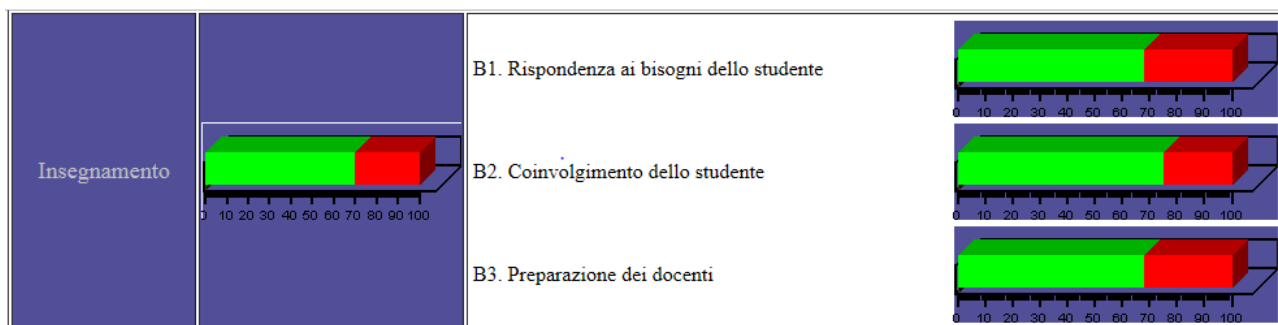 Insegnamento
0 10 20 30 40 50 60 70 80 90 100
B1. Rispondenza ai bisogni dello studente
0 10 20 30 40 50 60 70 80 90 100
B2. Coinvolgimento dello studente
0 10 20 30 40 50 60 70 80 90 100
B3. Preparazione dei docenti
0 10 20 30 40 50 60 70 80 90 100